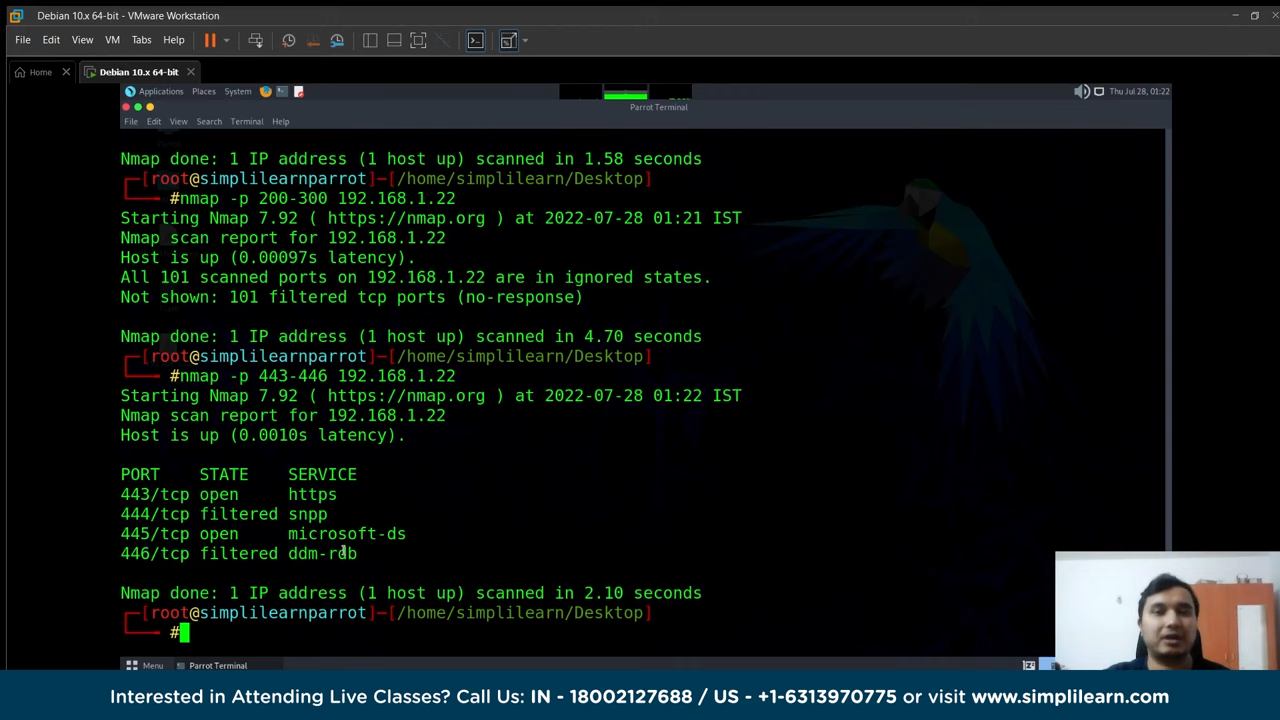 Debian 10.x 64-bit - VMware Workstation
File Edit View VM Tabs Help
Home Debian 10.x 64-bit
Applications Places System Thu Jul 28, 01:22
Parrot Terminal
File Edit View Search Terminal Help
Nmap done: 1 IP address (1 host up) scanned in 1.58 seconds
[root@simplilearnparrot]─[/home/simplilearn/Desktop]
#nmap -p 200-300 192.168.1.22
Starting Nmap 7.92 ( https://nmap.org ) at 2022-07-28 01:21 IST
Nmap scan report for 192.168.1.22
Host is up (0.00097s latency).
All 101 scanned ports on 192.168.1.22 are in ignored states.
Not shown: 101 filtered tcp ports (no-response)
Nmap done: 1 IP address (1 host up) scanned in 4.70 seconds
[root@simplilearnparrot]─[/home/simplilearn/Desktop]
#nmap -p 443-446 192.168.1.22
Starting Nmap 7.92 ( https://nmap.org ) at 2022-07-28 01:22 IST
Nmap scan report for 192.168.1.22
Host is up (0.0010s latency).
PORT STATE SERVICE
443/tcp open https
444/tcp filtered snpp
445/tcp open microsoft-ds
446/tcp filtered ddm-rdb
Nmap done: 1 IP address (1 host up) scanned in 2.10 seconds
[root@simplilearnparrot]─[/home/simplilearn/Desktop]
#
Menu Parrot Terminal
Interested in Attending Live Classes? Call Us: IN - 18002127688 / US - +1-6313970775 or visit www.simplilearn.com